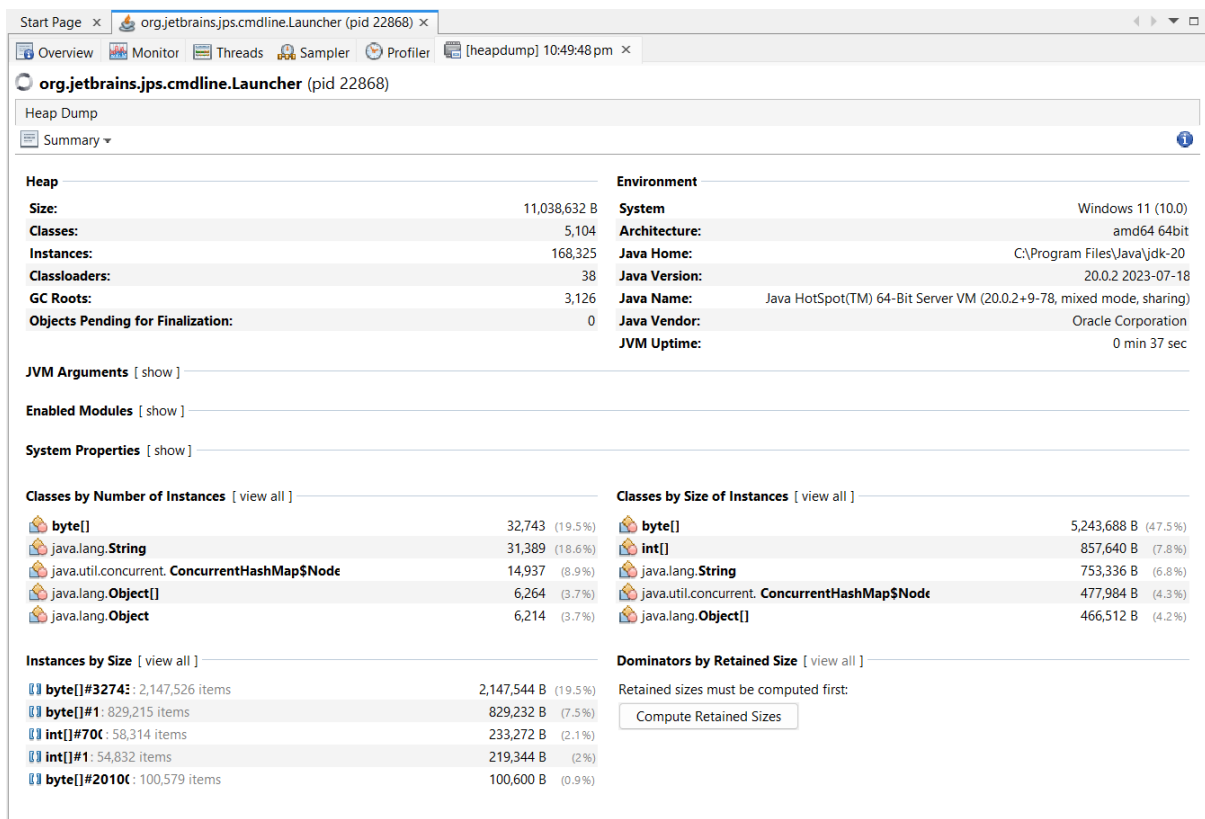 Start Page × org.jetbrains.jps.cmdline.Launcher (pid 22868) ×
Overview Monitor Threads Sampler Profiler [heapdump] 10:49:48 pm ×
org.jetbrains.jps.cmdline.Launcher (pid 22868)
Heap Dump
Summary
Heap
Size: 11,038,632 B
Classes: 5,104
Instances: 168,325
Classloaders: 38
GC Roots: 3,126
Objects Pending for Finalization: 0
Environment
System Windows 11 (10.0)
Architecture: amd64 64bit
Java Home: C:\Program Files\Java\jdk-20
Java Version: 20.0.2 2023-07-18
Java Name: Java HotSpot(TM) 64-Bit Server VM (20.0.2+9-78, mixed mode, sharing)
Java Vendor: Oracle Corporation
JVM Uptime: 0 min 37 sec
JVM Arguments [ show ]
Enabled Modules [ show ]
System Properties [ show ]
Classes by Number of Instances [ view all ]
byte[] 32,743 (19.5%)
java.lang.String 31,389 (18.6%)
java.util.concurrent. ConcurrentHashMap$Node 14,937 (8.9%)
java.lang.Object[] 6,264 (3.7%)
java.lang.Object 6,214 (3.7%)
Classes by Size of Instances [ view all ]
byte[] 5,243,688 B (47.5%)
int[] 857,640 B (7.8%)
java.lang.String 753,336 B (6.8%)
java.util.concurrent. ConcurrentHashMap$Node 477,984 B (4.3%)
java.lang.Object[] 466,512 B (4.2%)
Instances by Size [ view all ]
byte[]#3274: 2,147,526 items 2,147,544 B (19.5%)
byte[]#1: 829,215 items 829,232 B (7.5%)
int[]#70: 58,314 items 233,272 B (2.1%)
int[]#1: 54,832 items 219,344 B (2%)
byte[]#2010: 100,579 items 100,600 B (0.9%)
Dominators by Retained Size [ view all ]
Retained sizes must be computed first:
Compute Retained Sizes